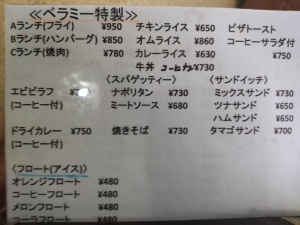 ≪ベラミー特製≫
Aランチ(フライ) ¥950 チキンライス ¥650 ピザトースト
Bランチ(ハンバーグ) ¥850 オムライス ¥860 コーヒーサラダ付
Cランチ(焼肉) ¥780 カレーライス ¥630 ¥750
牛丼 コーヒ付 ¥730
<スパゲッティー> <サンドイッチ>
エビピラフ ナポリタン ¥730 ミックスサンド ¥730
(コーヒー付) ミートソース ¥680 ツナサンド ¥650
ハムサンド ¥650
ドライカレー ¥750 焼きそば ¥730 タマゴサンド ¥700
(コーヒー付)
<フロート(アイス)>
オレンジフロート ¥480
コーヒーフロート ¥480
メロンフロート ¥480
コーラフロート ¥480